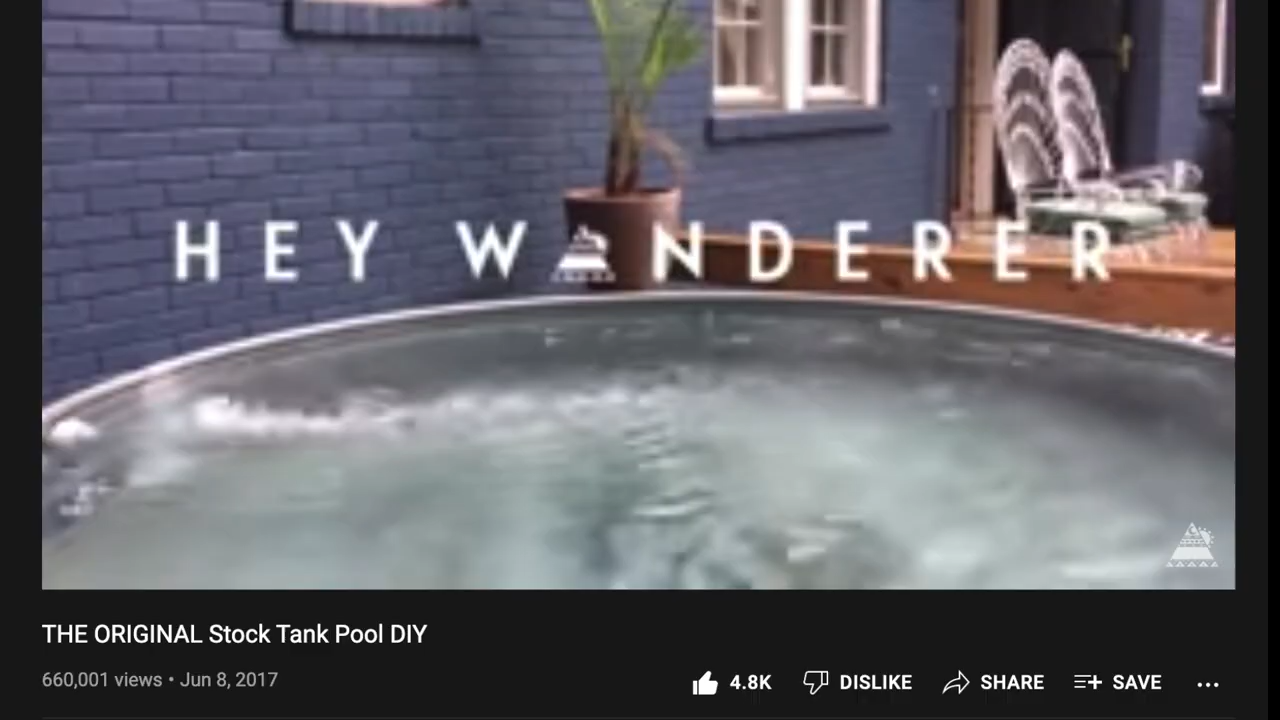 HEY WANDERER
THE ORIGINAL Stock Tank Pool DIY
660,001 views • Jun 8, 2017 4.8K DISLIKE SHARE SAVE